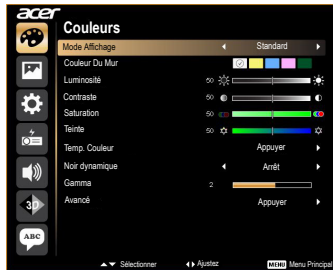 acer
Couleurs
Mode Affichage Standard
Couleur Du Mur
Luminosité 50
Contraste 50
Saturation 50
Teinte 50
Temp. Couleur Appuyer
Noir dynamique Arrêt
Gamma 2
Avancé Appuyer
3D
ABC
Sélectionner Ajustez MENU Menu Principal